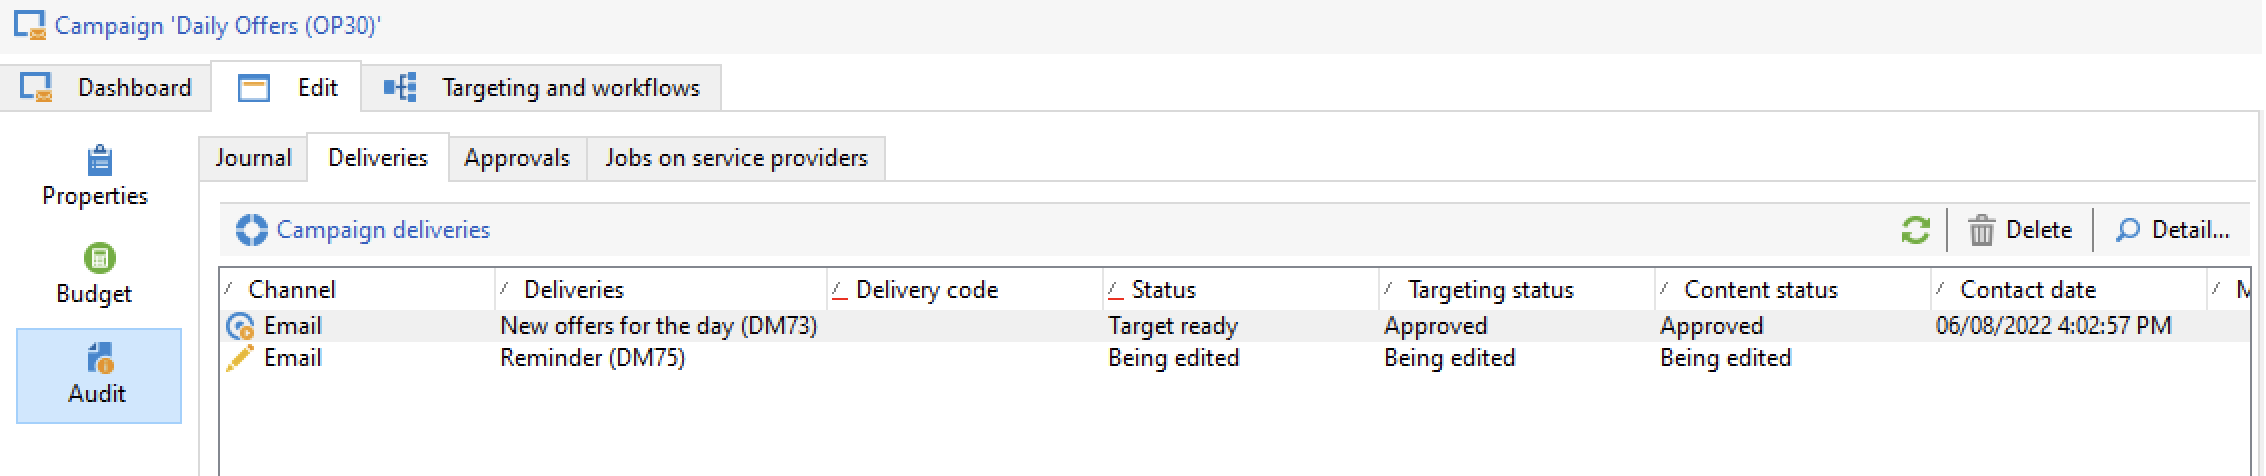 Campaign 'Daily Offers (OP30)'
Dashboard Edit Targeting and workflows
Journal Deliveries Approvals Jobs on service providers
Properties
Budget
Audit
Campaign deliveries Delete Detail...
Channel Deliveries Delivery code Status Targeting status Content status Contact date
Email New offers for the day (DM73) Target ready Approved Approved 06/08/2022 4:02:57 PM
Email Reminder (DM75) Being edited Being edited Being edited